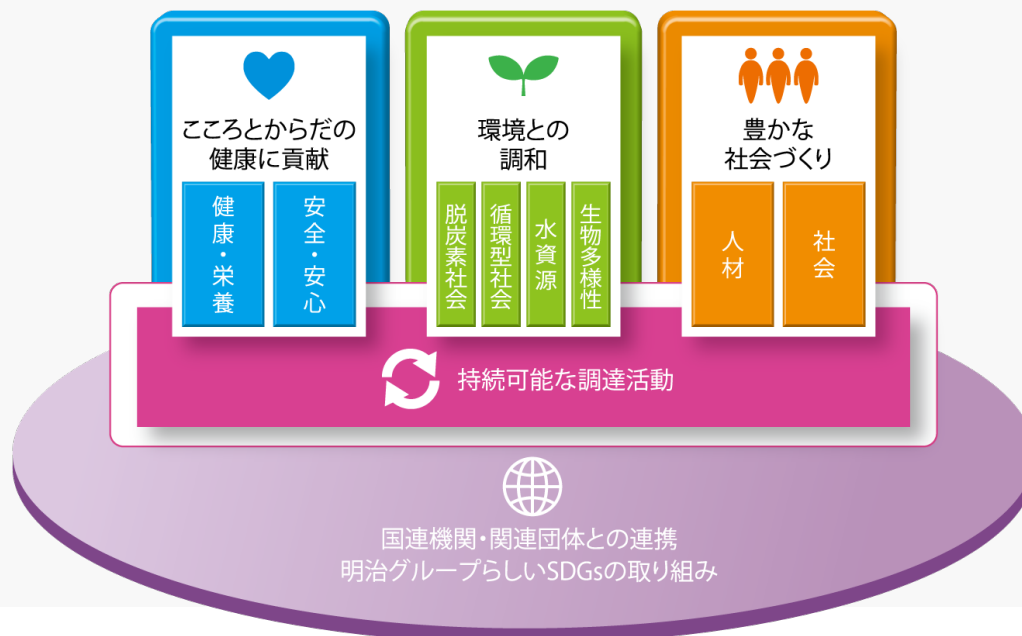 こころとからだの
健康に貢献
健康・栄養
安全・安心
環境との
調和
脱炭素社会
循環型社会
水資源
生物多様性
豊かな
社会づくり
人材
社会
持続可能な調達活動
国連機関・関連団体との連携
明治グループらしいSDGsの取り組み